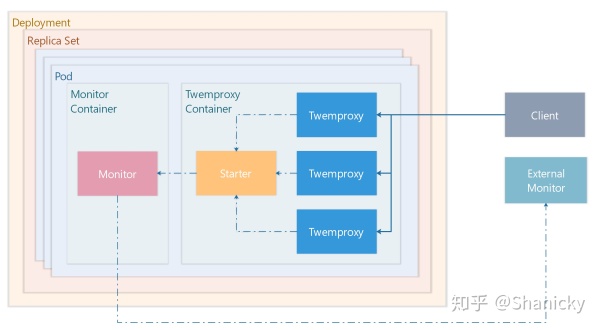 Deployment
Replica Set
Pod
Monitor
Container
Twemproxy
Container
Twemproxy
Client
Monitor
Starter
Twemproxy
External
Monitor
Twemproxy
知乎 @Shanicky